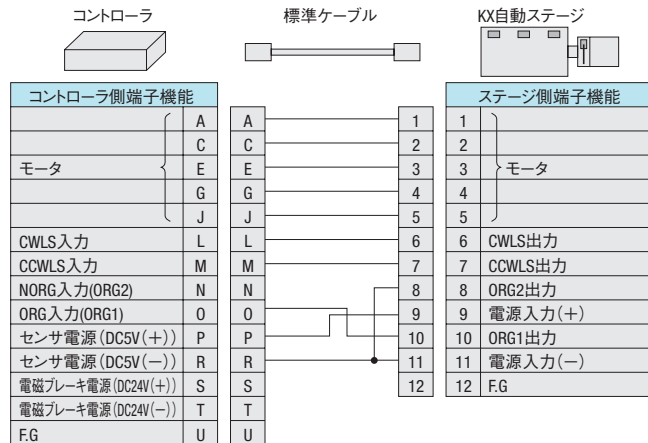 コントローラ 標準ケーブル KX自動ステージ
コントローラ側端子機能 ステージ側端子機能
A A 1 1
C C 2 2
モータ E E 3 3 モータ
G G 4 4
J J 5 5
CWLS入力 L L 6 6 CWLS出力
CCWLS入力 M M 7 7 CCWLS出力
NORG入力(ORG2) N N 8 8 ORG2出力
ORG入力(ORG1) O O 9 9 電源入力(+)
センサ電源(DC5V(+)) P P 10 10 ORG1出力
センサ電源(DC5V(−)) R R 11 11 電源入力(−)
電磁ブレーキ電源(DC24V(+)) S S 12 12 F.G
電磁ブレーキ電源(DC24V(−)) T T
F.G U U